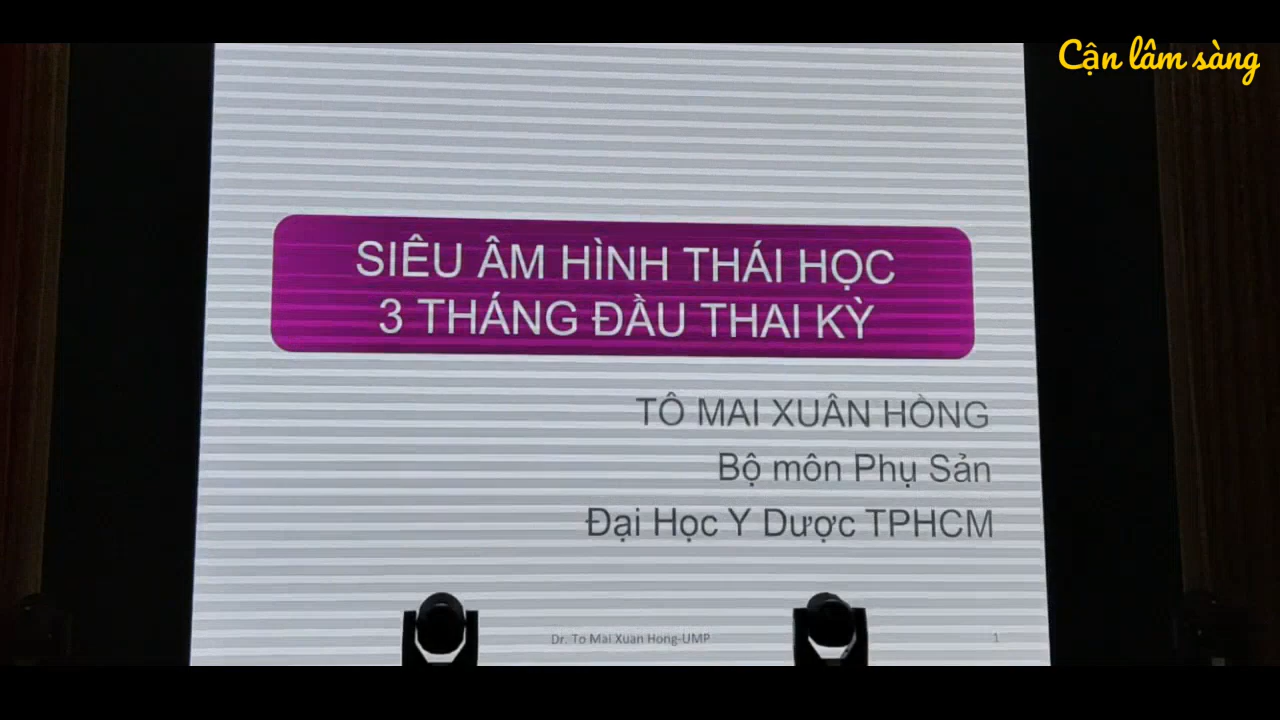 Cận lâm sàng
SIÊU ÂM HÌNH THÁI HỌC
3 THÁNG ĐẦU THAI KỲ
TÔ MAI XUÂN HỒNG
Bộ môn Phụ Sản
Đại Học Y Dược TPHCM
Dr. To Mai Xuan Hong-UMP
1